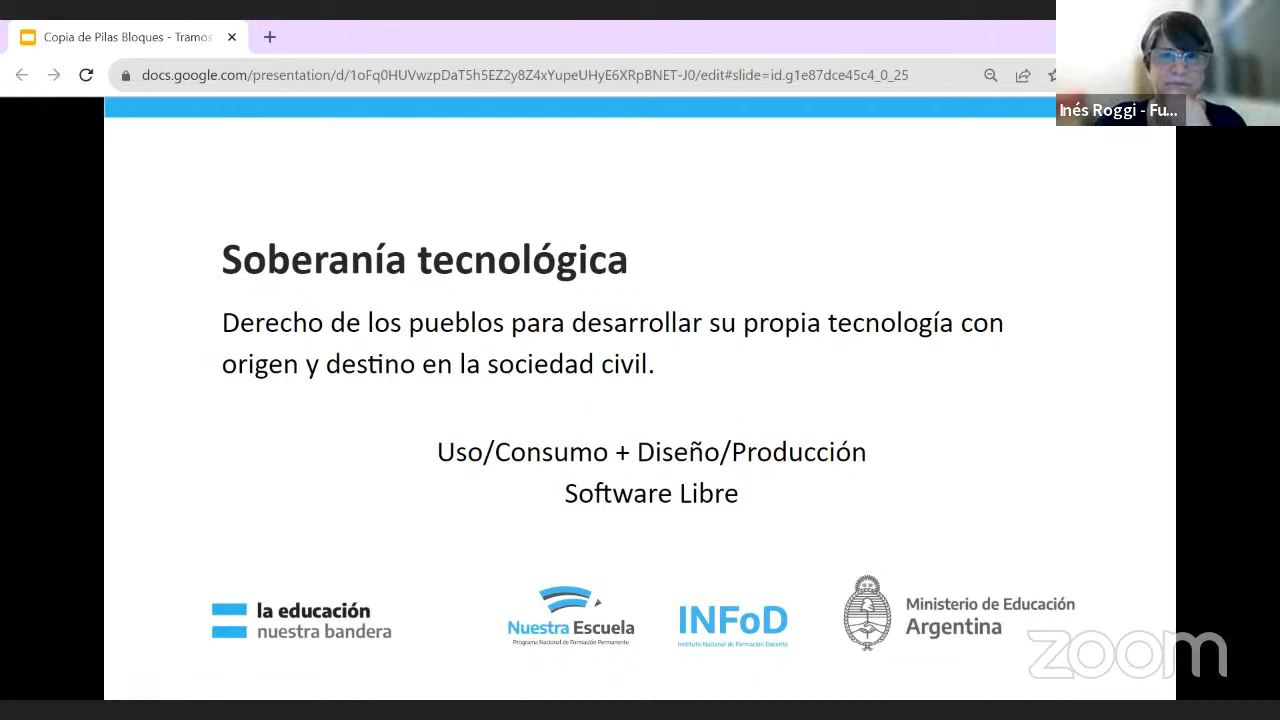 Copia de Pilas Bloques - Tramos
docs.google.com/presentation/d/1oFq0HUVwzpDaT5h5EZ2y8Z4xYupeUHyE6XRpBNET-J0/edit#slide=id.g1e87dce45c4_0_25
Inés Roggi - Fu...
Soberanía tecnológica
Derecho de los pueblos para desarrollar su propia tecnología con
origen y destino en la sociedad civil.
Uso/Consumo + Diseño/Producción
Software Libre
la educación
nuestra bandera
Nuestra Escuela
Programa Nacional de Formación Permanente
INFoD
Instituto Nacional de Formación Docente
Ministerio de Educación
Argentina
zoom